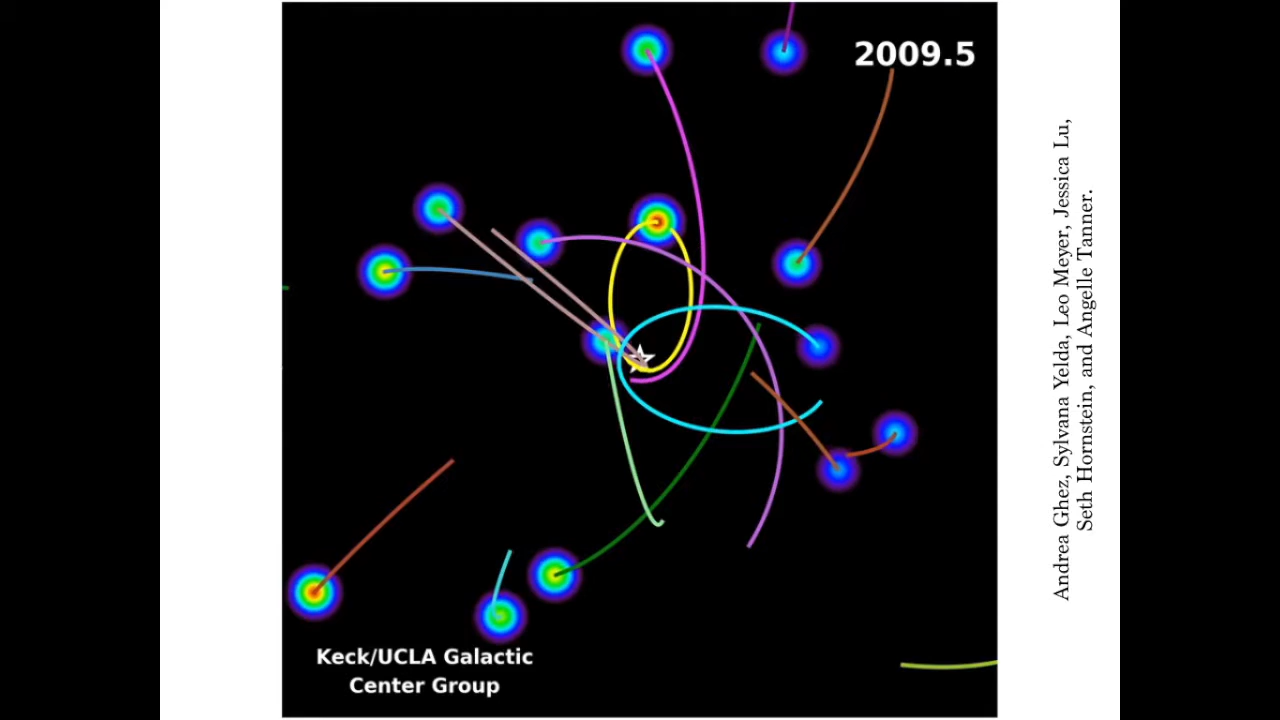 2009.5
Keck/UCLA Galactic
Center Group
Andrea Ghez, Sylvana Yelda, Leo Meyer, Jessica Lu,
Seth Hornstein, and Angelle Tanner.